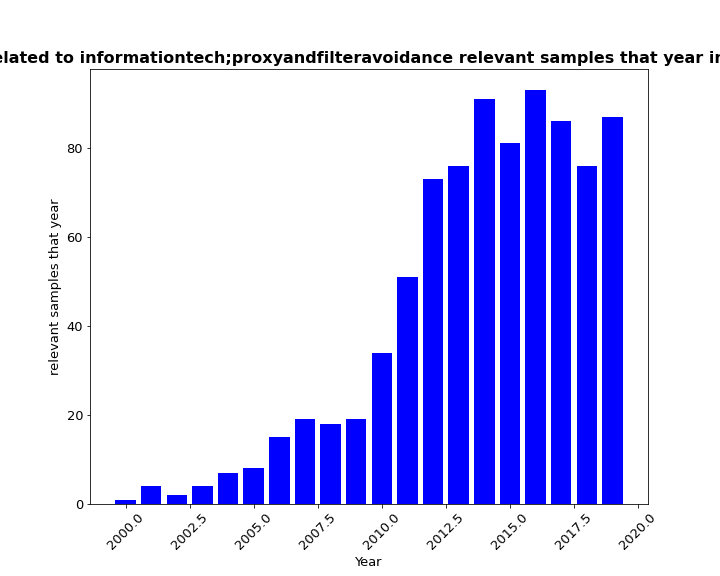 elated to informationtech;proxyandfilteravoidance relevant samples that year in
80
60
40
20
0
relevant samples that year
2000.0 2002.5 2005.0 2007.5 2010.0 2012.5 2015.0 2017.5 2020.0
Year